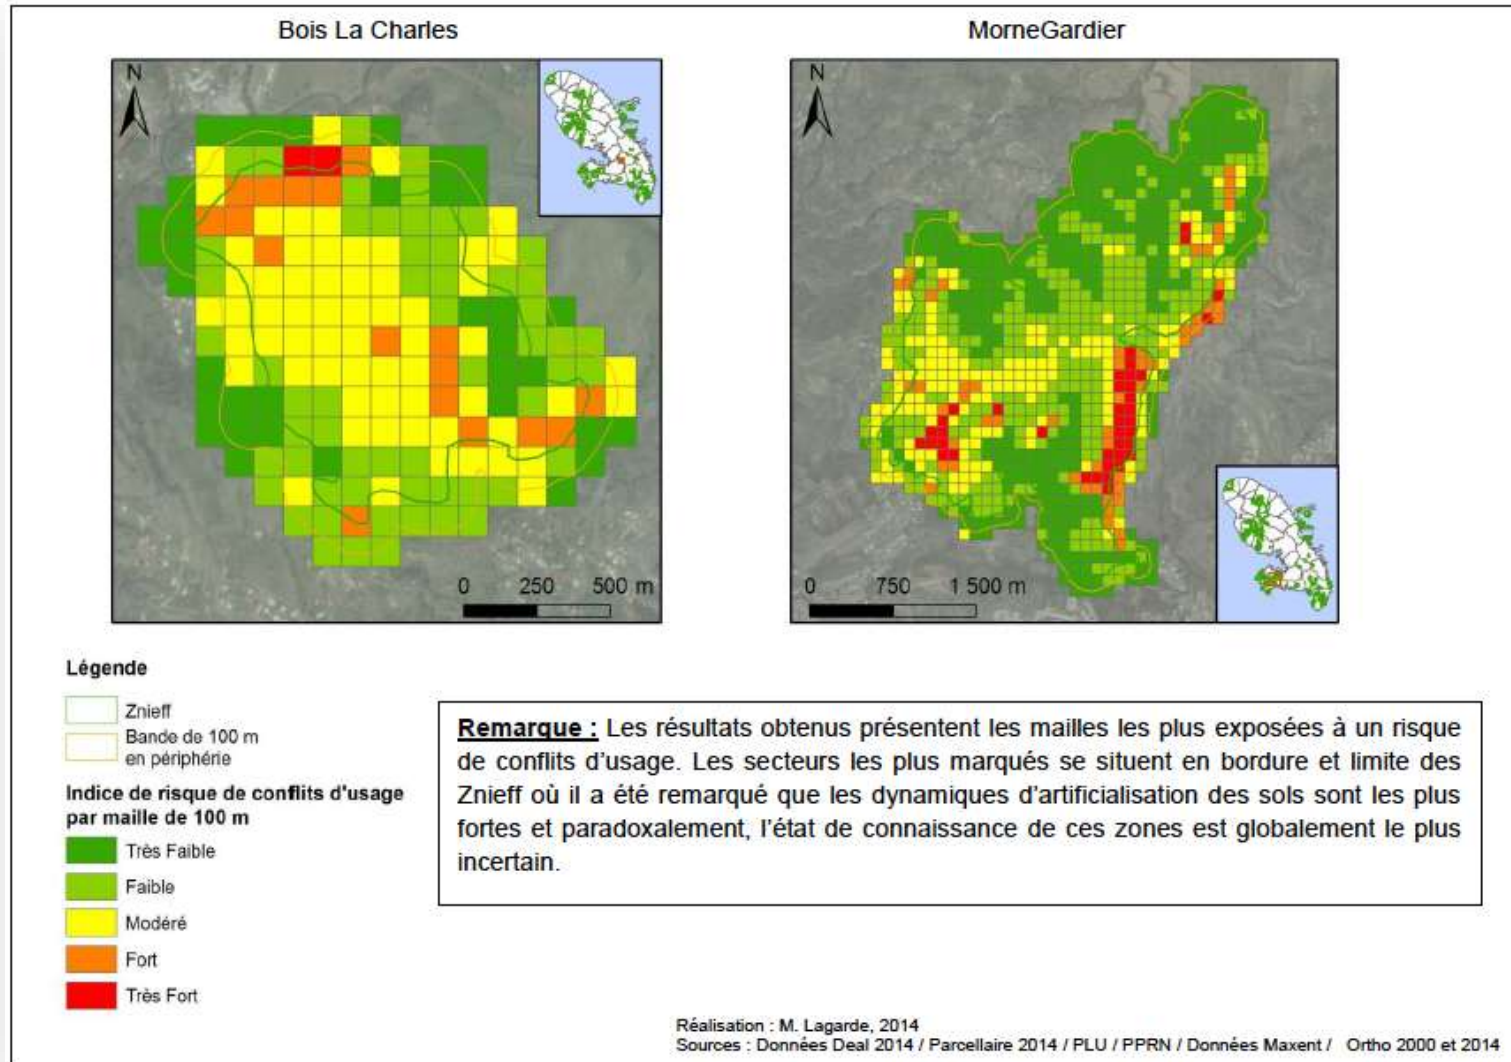 Bois La Charles
MorneGardier
N
N
0 250 500 m
0 750 1 500 m
Légende
Znieff
Bande de 100 m
en périphérie
Indice de risque de conflits d'usage
par maille de 100 m
Très Faible
Faible
Modéré
Fort
Très Fort
Remarque : Les résultats obtenus présentent les mailles les plus exposées à un risque
de conflits d'usage. Les secteurs les plus marqués se situent en bordure et limite des
Znieff où il a été remarqué que les dynamiques d'artificialisation des sols sont les plus
fortes et paradoxalement, l'état de connaissance de ces zones est globalement le plus
incertain.
Réalisation : M. Lagarde, 2014
Sources : Données Deal 2014 / Parcellaire 2014 / PLU / PPRN / Données Maxent / Ortho 2000 et 2014